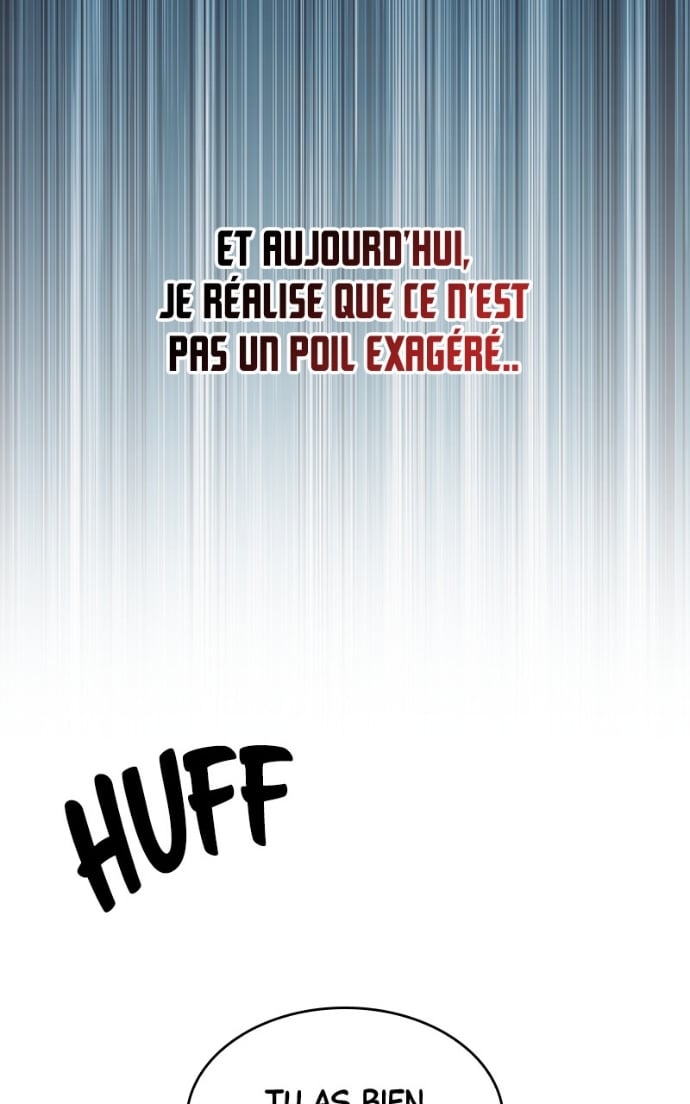 ET AUJOURD'HUI,
JE RÉALISE QUE CE N'EST
PAS UN POIL EXAGÉRÉ..
HUFF
TU AS BIEN